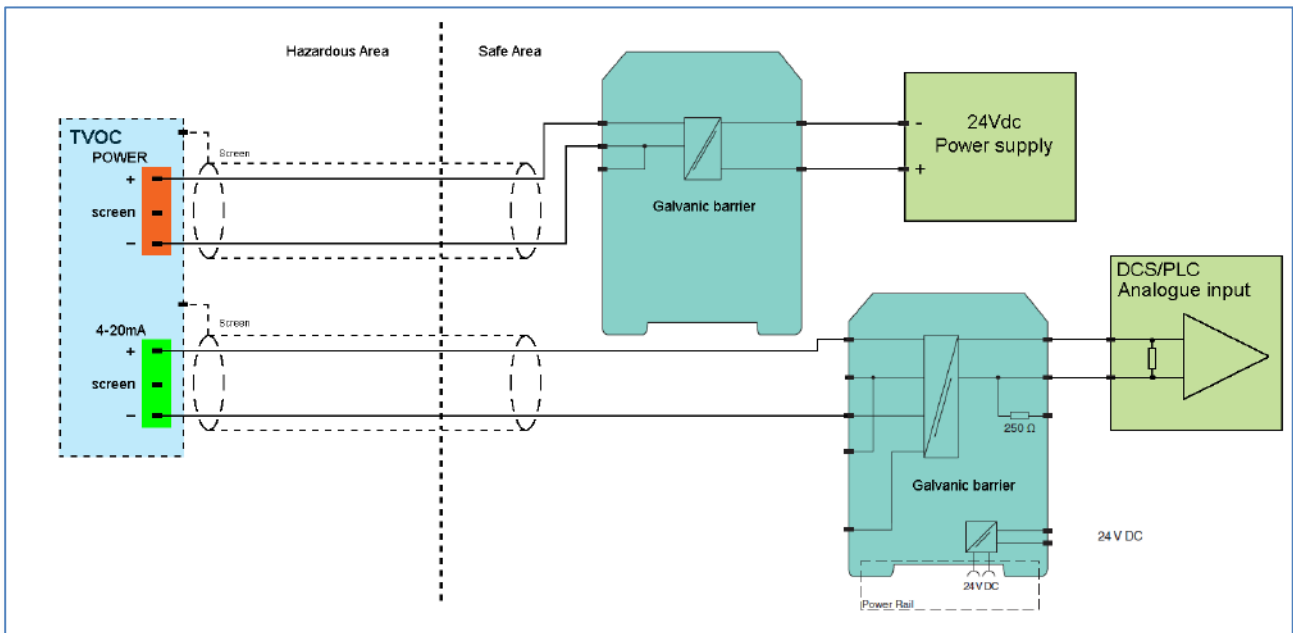 Hazardous Area
Safe Area
TVOC
POWER
+
screen
−
Screen
4-20mA
+
screen
−
Screen
Galvanic barrier
-
+
24Vdc
Power supply
DCS/PLC
Analogue input
250 Ω
Galvanic barrier
24 V DC
24V DC
Power Rail